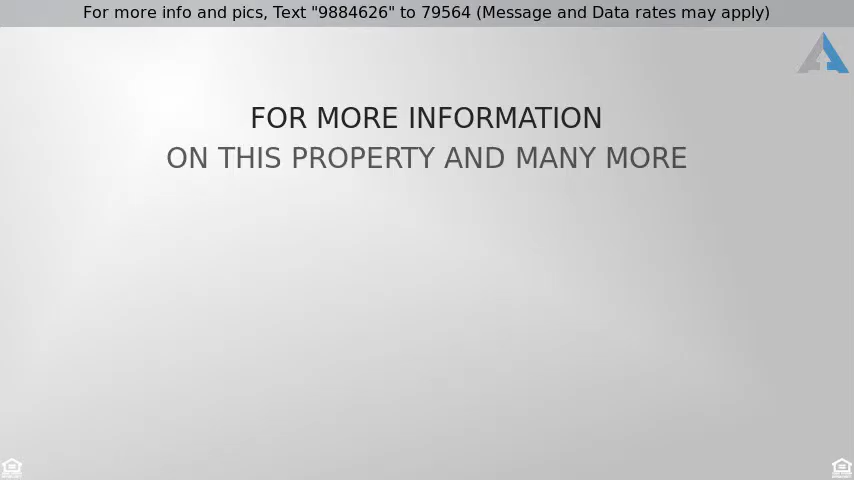 For more info and pics, Text "9884626" to 79564 (Message and Data rates may apply)
FOR MORE INFORMATION
ON THIS PROPERTY AND MANY MORE